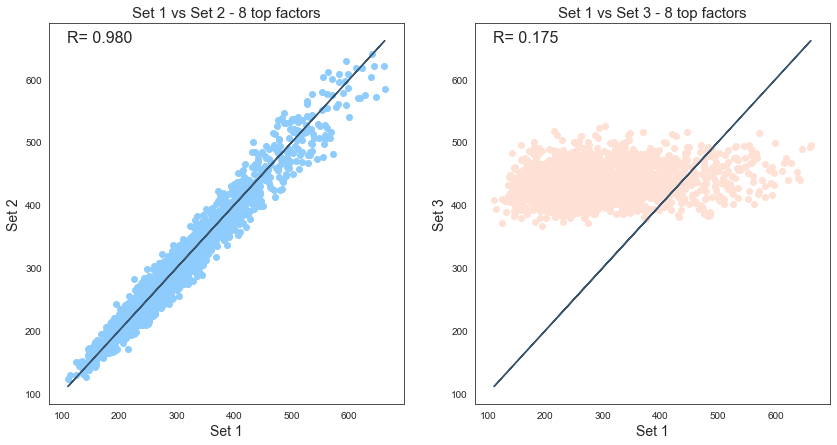 Set 1 vs Set 2 - 8 top factors
R= 0.980
600
500
400
300
200
100
Set 2
100 200 300 400 500 600
Set 1
Set 1 vs Set 3 - 8 top factors
R= 0.175
600
500
400
300
200
100
Set 3
100 200 300 400 500 600
Set 1